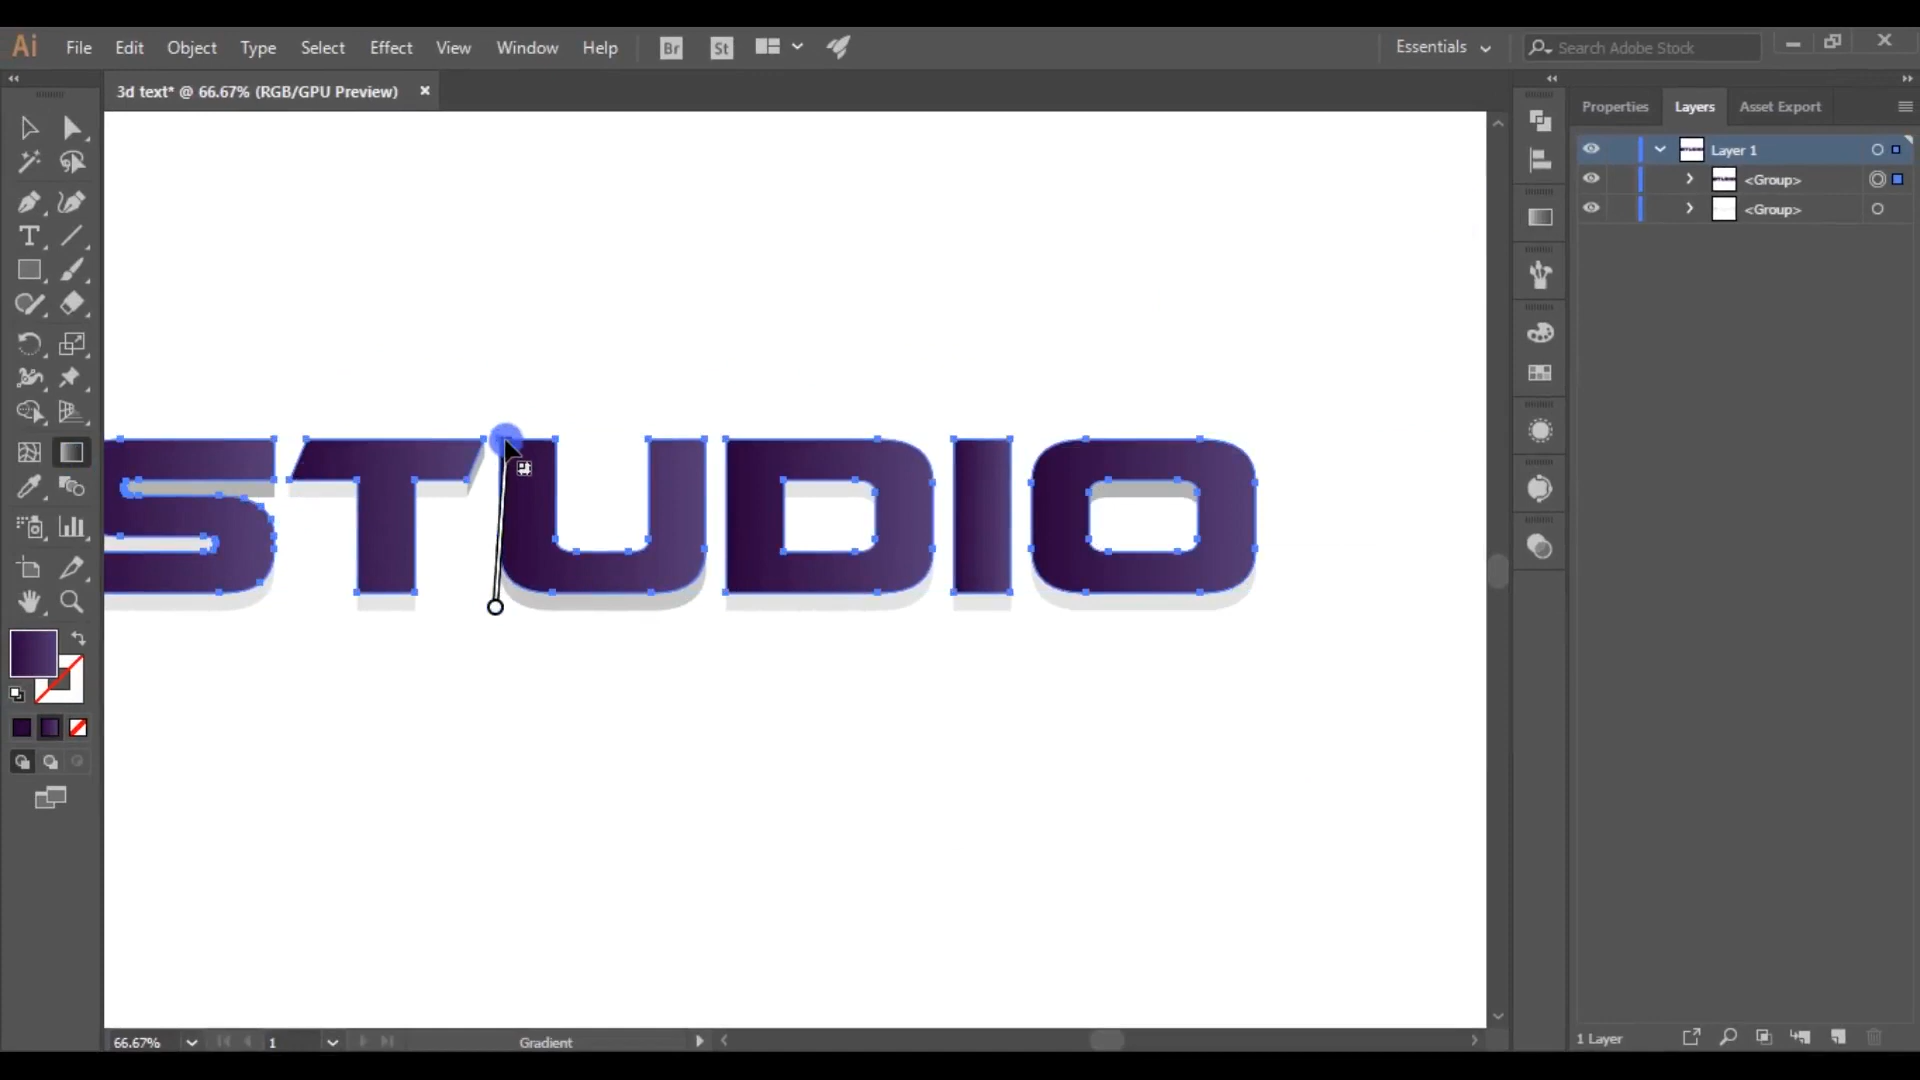 Ai File Edit Object Type Select Effect View Window Help Br St Essentials Search Adobe Stock
3d text* @ 66.67% (RGB/GPU Preview)
Properties Layers Asset Export
Layer 1
<Group>
<Group>
STUDIO
66.67% 1 Gradient 1 Layer